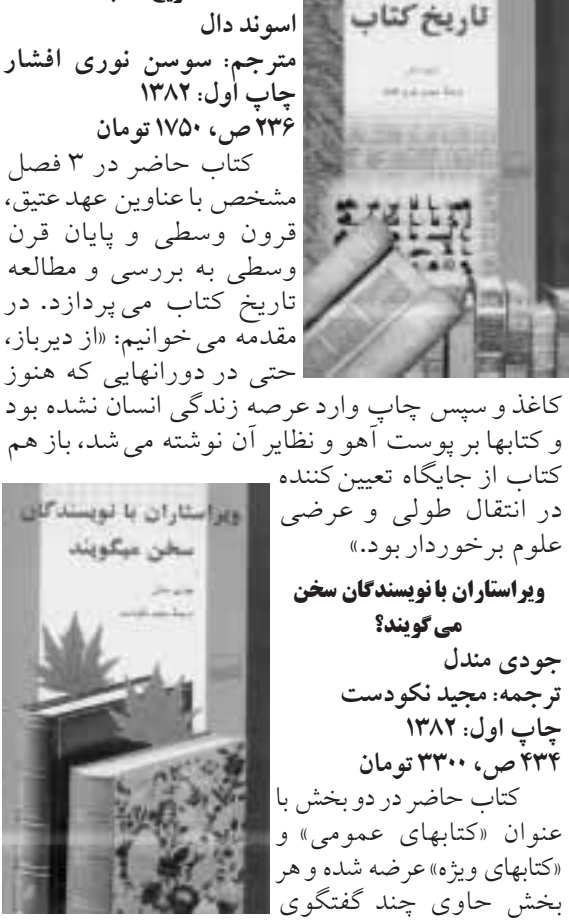 اسوند دال
مترجم: سوسن نوری افشار
چاپ اول: ۱۳۸۲
۲۳۶ ص، ۱۷۵۰ تومان
کتاب حاضر در ۳ فصل
مشخص با عناوین عهد عتیق،
قرون وسطی و پایان قرن
وسطی به بررسی و مطالعه
تاریخ کتاب می‌پردازد. در
مقدمه می‌خوانیم: «از دیرباز،
حتی در دورانهایی که هنوز
کاغذ و سپس چاپ وارد عرصه زندگی انسان نشده بود
و کتابها بر پوست آهو و نظایر آن نوشته می‌شد، باز هم
کتاب از جایگاه تعیین‌کننده
در انتقال طولی و عرضی
علوم برخوردار بود.»
ویراستاران با نویسندگان سخن
می‌گویند؟
جودی مندل
ترجمه: مجید نکودست
چاپ اول: ۱۳۸۲
۴۳۴ ص، ۳۳۰۰ تومان
کتاب حاضر در دو بخش با
عنوان «کتابهای عمومی» و
«کتابهای ویژه» عرضه شده و هر
بخش حاوی چند گفتگوی
تاریخ کتاب
ویراستاران با نویسندگان
سخن میگویند